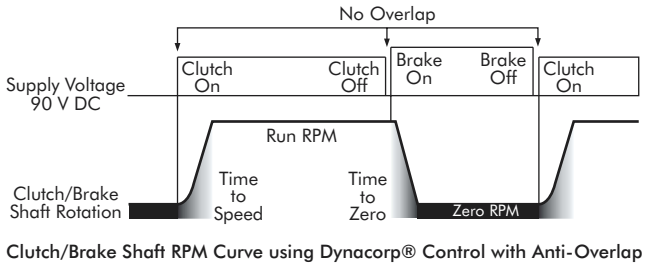 No Overlap
Supply Voltage
90 V DC
Clutch
On
Clutch
Off
Brake
On
Brake
Off
Clutch
On
Run RPM
Clutch/Brake
Shaft Rotation
Time
to
Speed
Time
to
Zero
Zero RPM
Clutch/Brake Shaft RPM Curve using Dynacorp® Control with Anti-Overlap